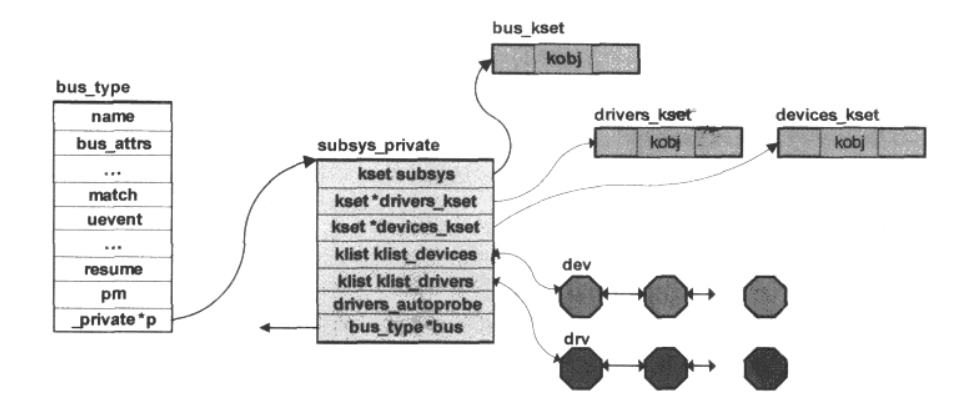 bus_kset
kobj
bus_type
name
bus_attrs
...
match
uevent
...
resume
pm
_private*p
subsys_private
kset subsys
kset*drivers_kset
kset *devices_kset
klist klist_devices
klist klist_drivers
drivers_autoprobe
bus_type*bus
drivers_kset
kobj
devices_kset
kobj
dev
drv